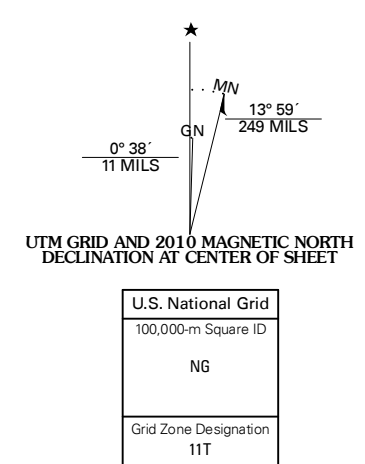 ★
MN
GN
13° 59´
249 MILS
0° 38´
11 MILS
UTM GRID AND 2010 MAGNETIC NORTH
DECLINATION AT CENTER OF SHEET
U.S. National Grid
100,000-m Square ID
NG
Grid Zone Designation
11T